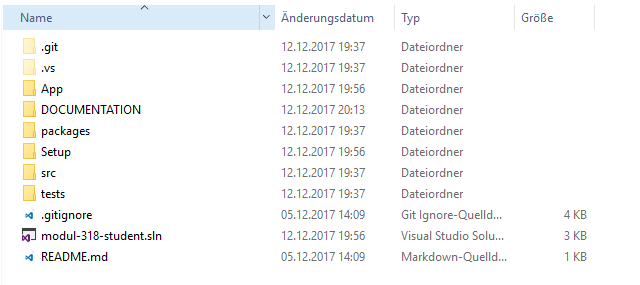 Name Änderungsdatum Typ Größe
.git 12.12.2017 19:37 Dateiordner
.vs 12.12.2017 19:37 Dateiordner
App 12.12.2017 19:56 Dateiordner
DOCUMENTATION 12.12.2017 20:13 Dateiordner
packages 12.12.2017 19:37 Dateiordner
Setup 12.12.2017 19:56 Dateiordner
src 12.12.2017 19:37 Dateiordner
tests 12.12.2017 19:37 Dateiordner
.gitignore 05.12.2017 14:09 Git Ignore-Quelld... 4 KB
modul-318-student.sln 12.12.2017 19:56 Visual Studio Solu... 3 KB
README.md 05.12.2017 14:09 Markdown-Quelld... 1 KB